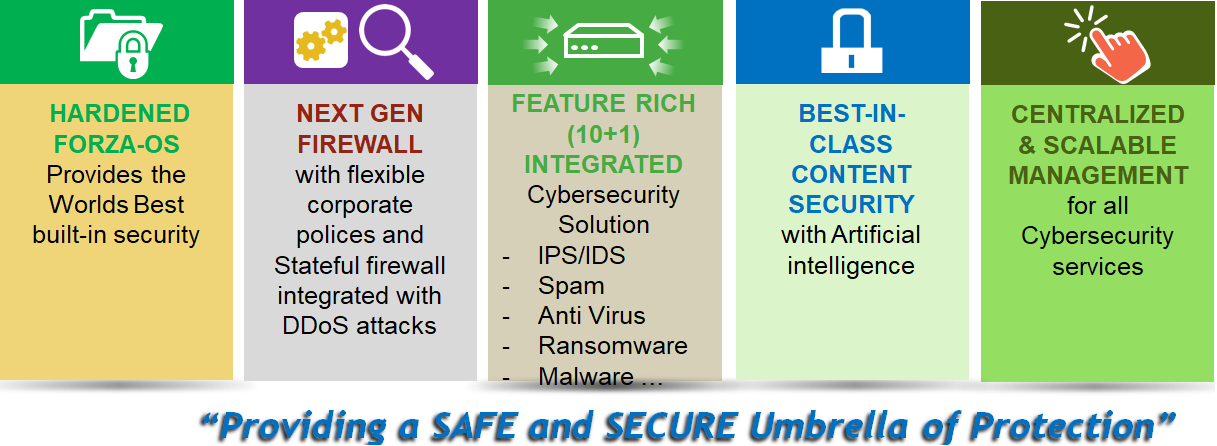 HARDENED
FORZA-OS
Provides the
Worlds Best
built-in security
NEXT GEN
FIREWALL
with flexible
corporate
polices and
Stateful firewall
integrated with
DDoS attacks
FEATURE RICH
(10+1)
INTEGRATED
Cybersecurity
Solution
- IPS/IDS
- Spam
- Anti Virus
- Ransomware
- Malware ...
BEST-IN-
CLASS
CONTENT
SECURITY
with Artificial
intelligence
CENTRALIZED
& SCALABLE
MANAGEMENT
for all
Cybersecurity
services
“Providing a SAFE and SECURE Umbrella of Protection”